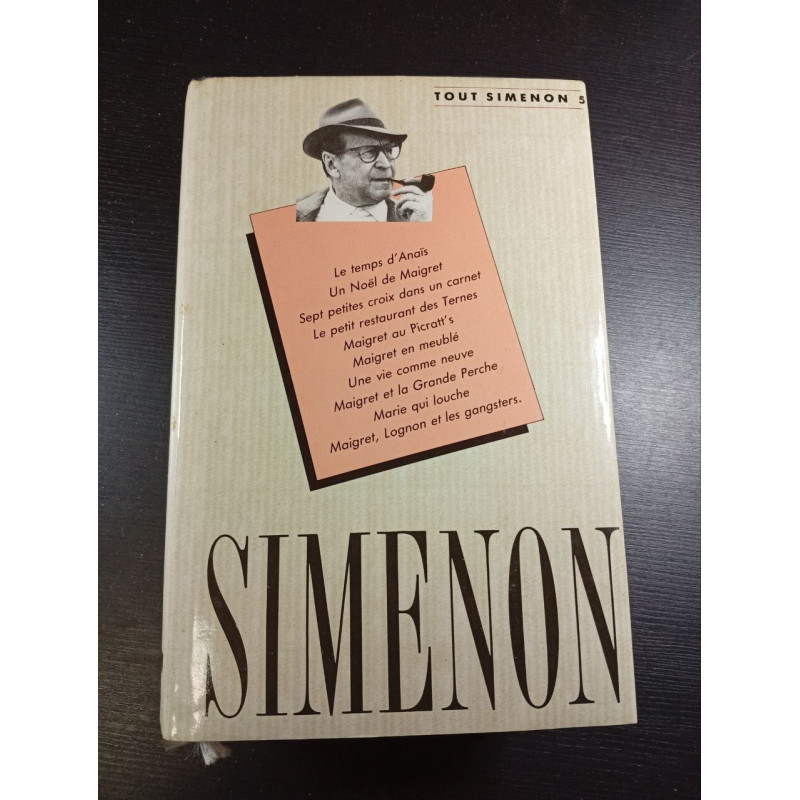 TOUT SIMENON 5
Le temps d'Anaïs
Un Noël de Maigret
Sept petites croix dans un carnet
Le petit restaurant des Ternes
Maigret au Picratt's
Maigret en meublé
Une vie comme neuve
Maigret et la Grande Perche
Marie qui louche
Maigret, Lognon et les gangsters.
SIMENON